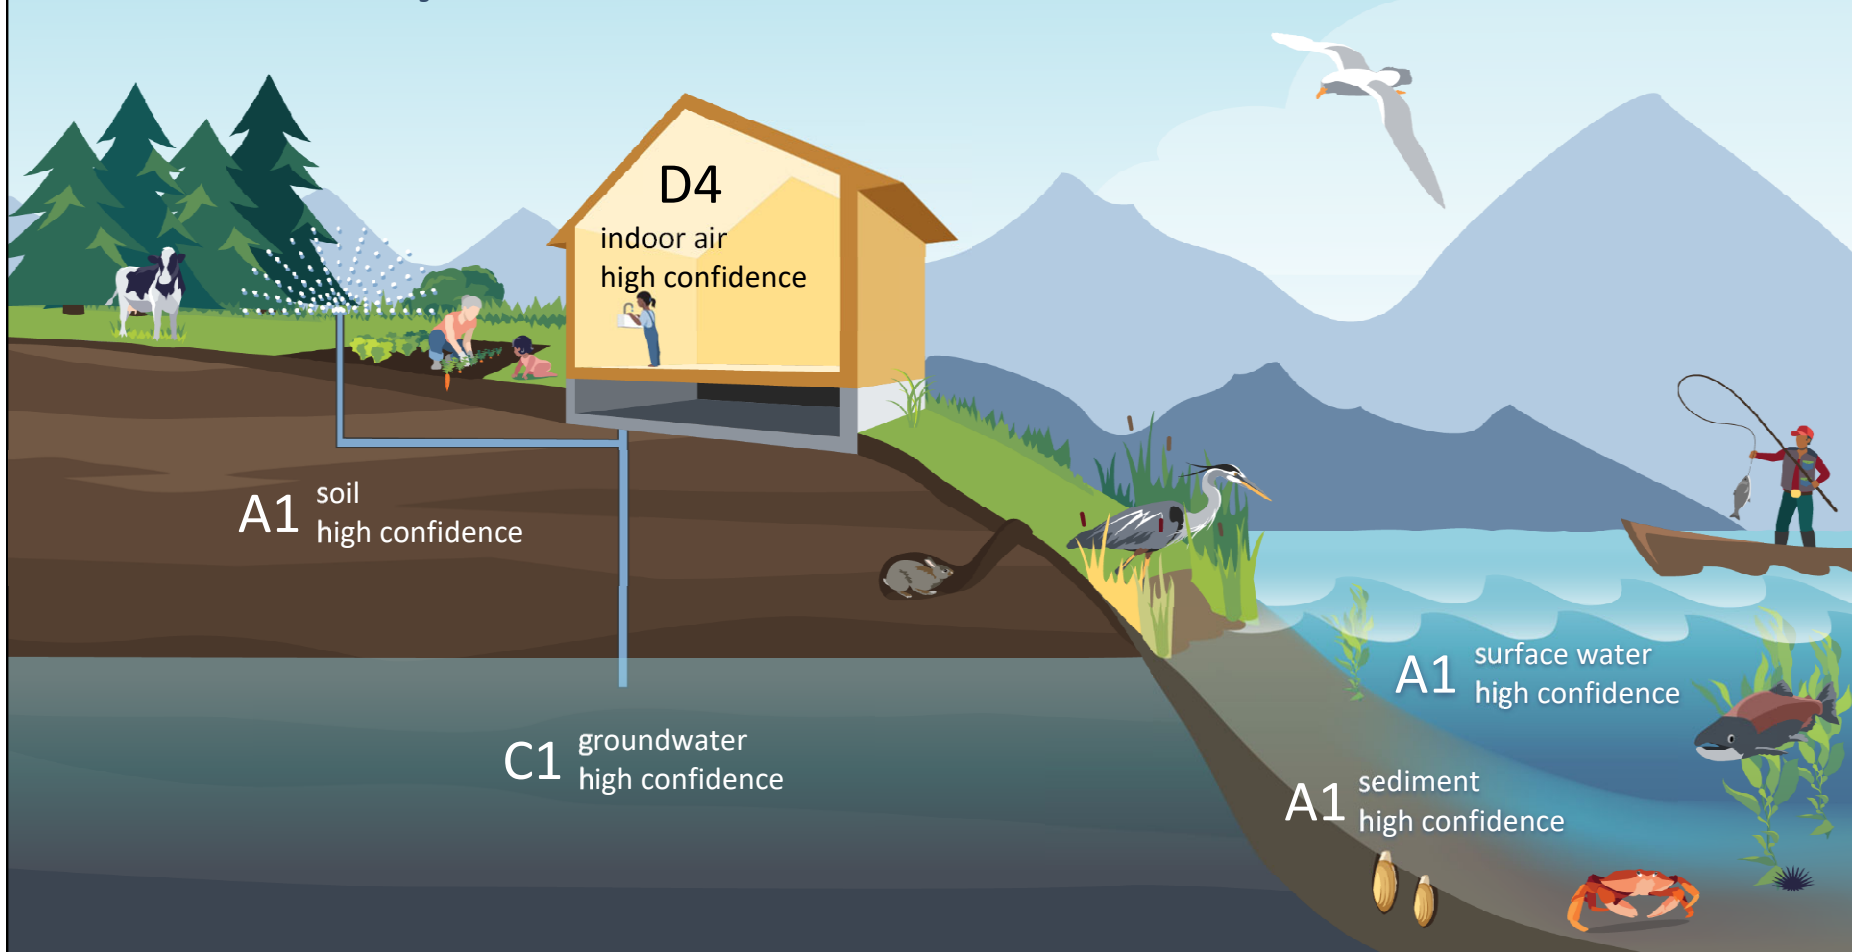 D4
indoor air
high confidence
A1
soil
high confidence
A1
surface water
high confidence
C1
groundwater
high confidence
A1
sediment
high confidence